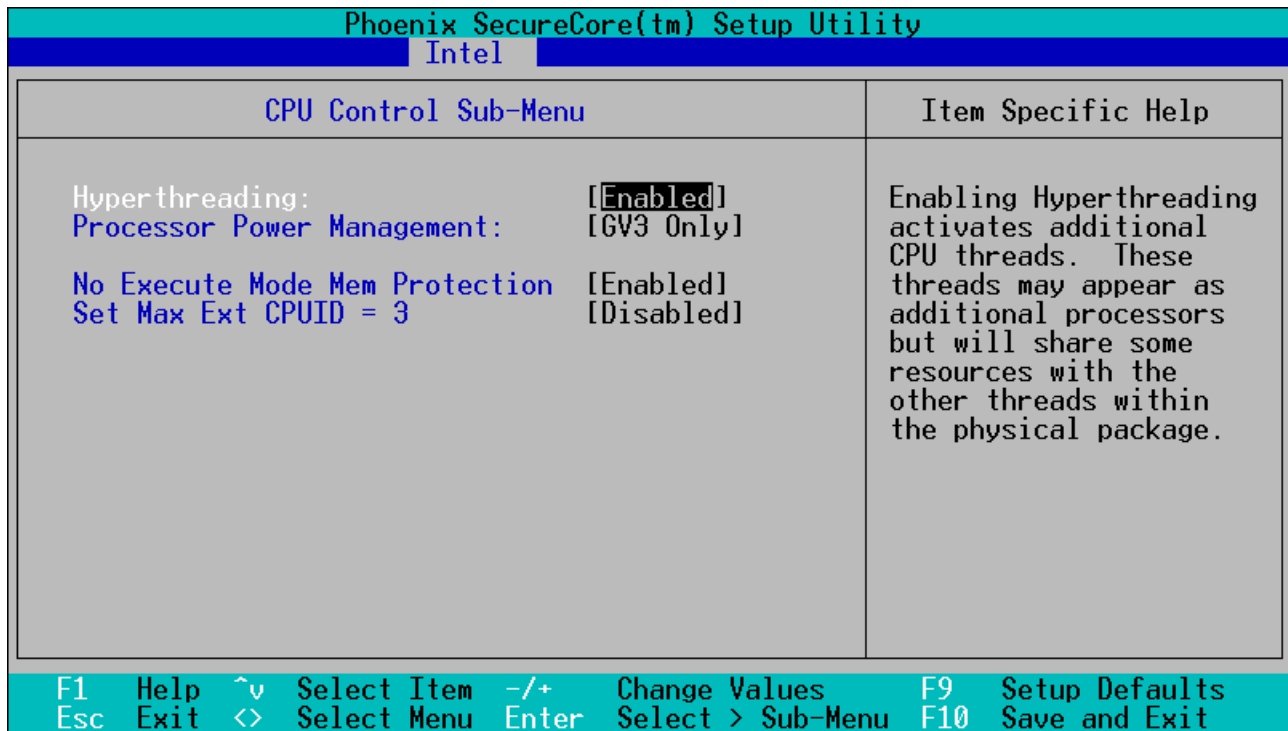 Phoenix SecureCore(tm) Setup Utility
Intel
CPU Control Sub-Menu
Item Specific Help
Hyperthreading: [Enabled]
Processor Power Management: [GV3 Only]
No Execute Mode Mem Protection [Enabled]
Set Max Ext CPUID = 3 [Disabled]
Enabling Hyperthreading
activates additional
CPU threads. These
threads may appear as
additional processors
but will share some
resources with the
other threads within
the physical package.
F1 Help ^v Select Item -/+ Change Values F9 Setup Defaults
Esc Exit <> Select Menu Enter Select > Sub-Menu F10 Save and Exit